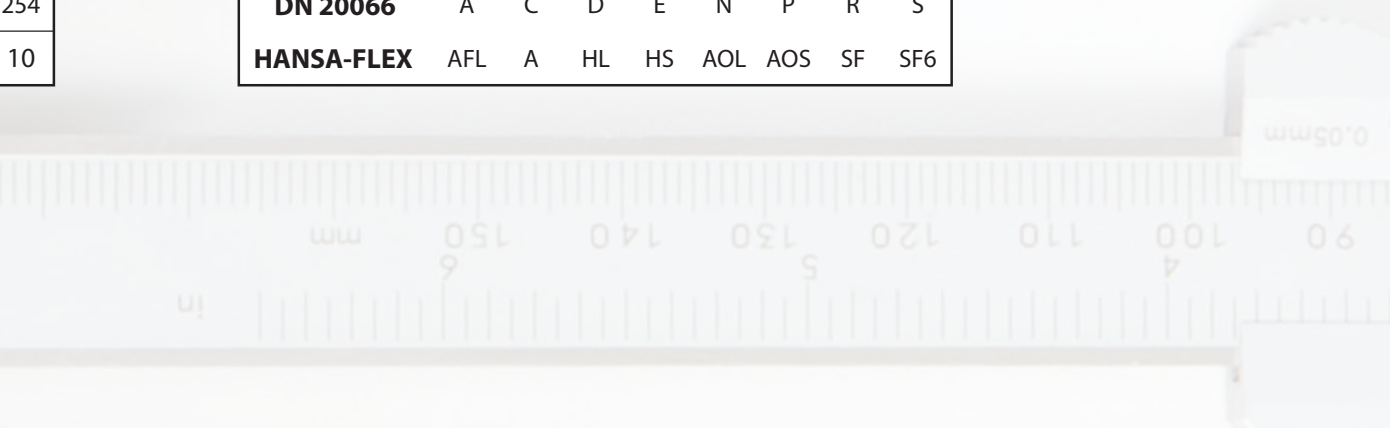 254
10
DN 20066 A C D E N P R S
HANSA-FLEX AFL A HL HS AOL AOS SF SF6
0.05mm
mm 150 140 130 120 110 100 90
6 5 4
in